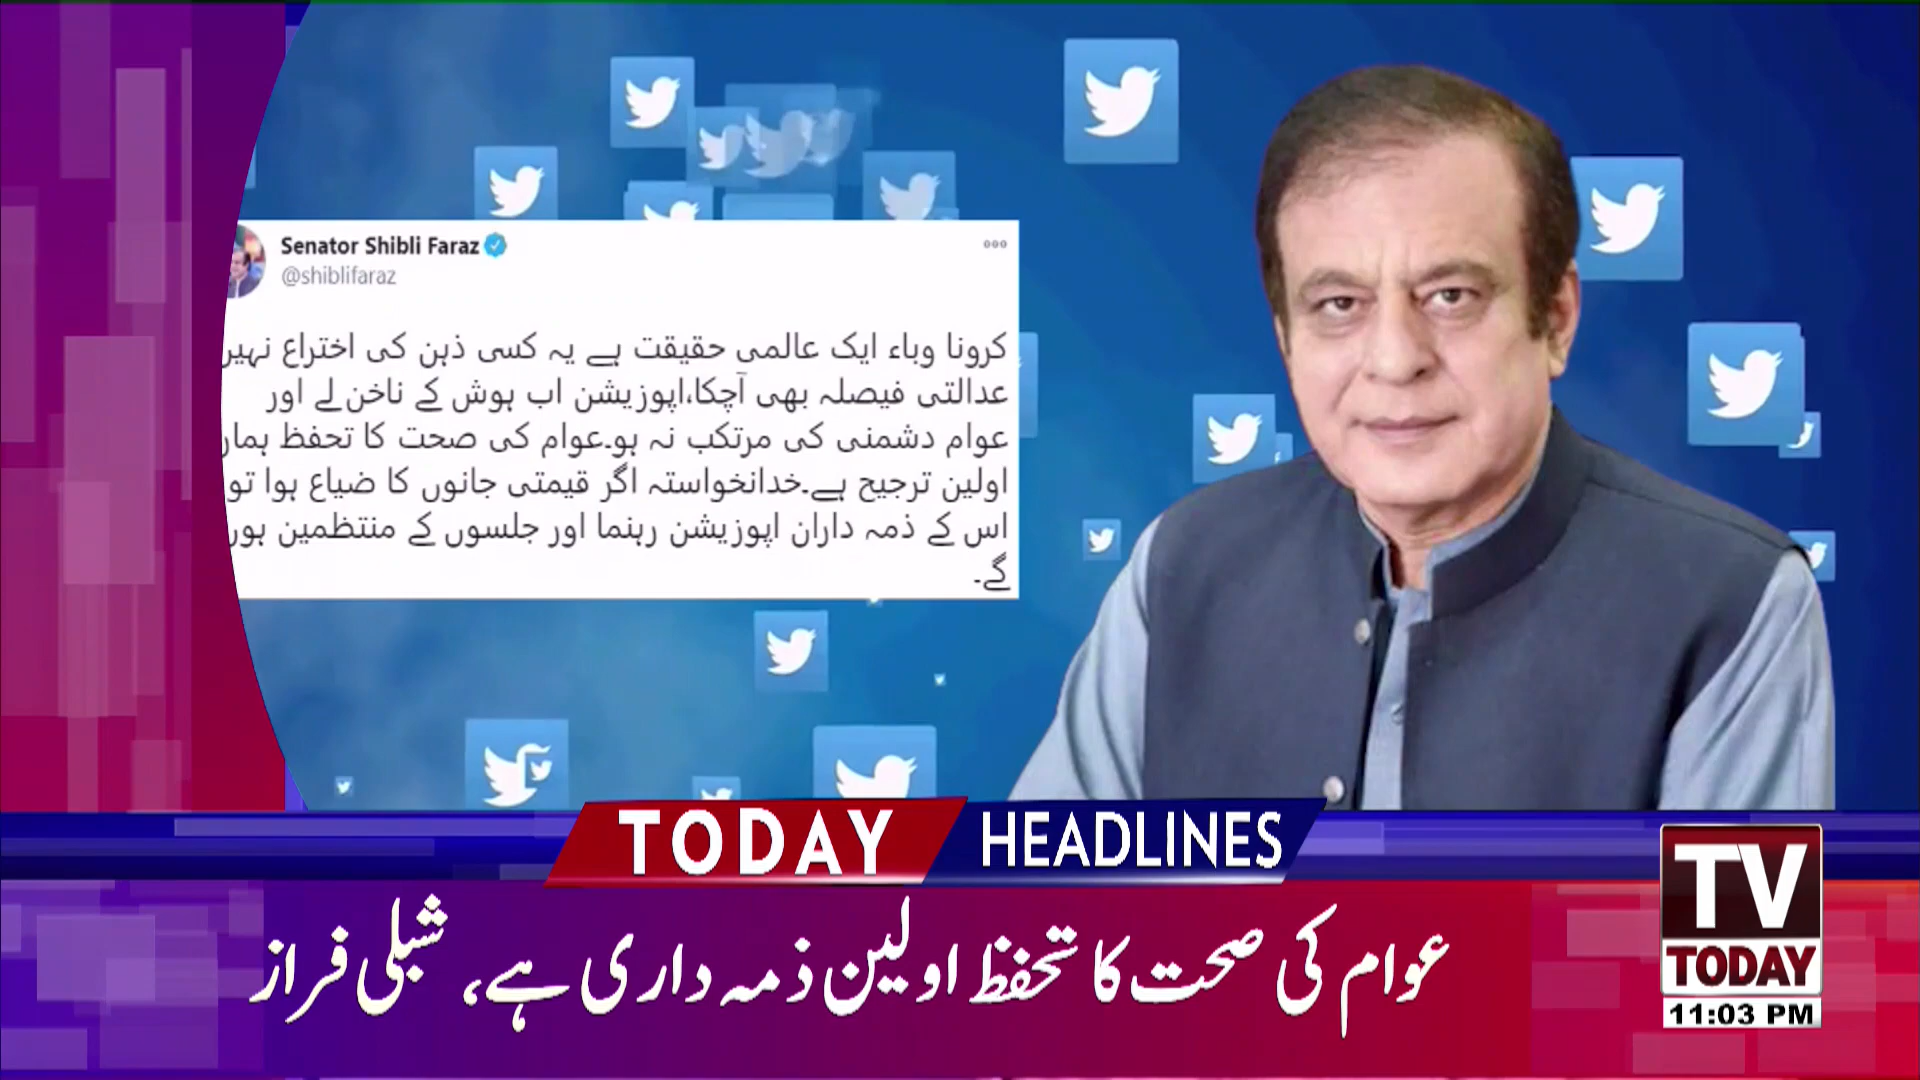 Senator Shibli Faraz
@shiblifaraz
کرونا وباء ایک عالمی حقیقت ہے یہ کسی ذہن کی اختراع نہیں
عدالتی فیصلہ بھی آچکا،اپوزیشن اب ہوش کے ناخن لے اور
عوام دشمنی کی مرتکب نہ ہو۔عوام کی صحت کا تحفظ ہمار
اولین ترجیح ہے۔خدانخواستہ اگر قیمتی جانوں کا ضیاع ہوا تو
اس کے ذمہ داران اپوزیشن رہنما اور جلسوں کے منتظمین ہوں
گے۔
TODAY HEADLINES
عوام کی صحت کا تحفظ اولین ذمہ داری ہے، شبلی فراز
TV
TODAY
11:03 PM